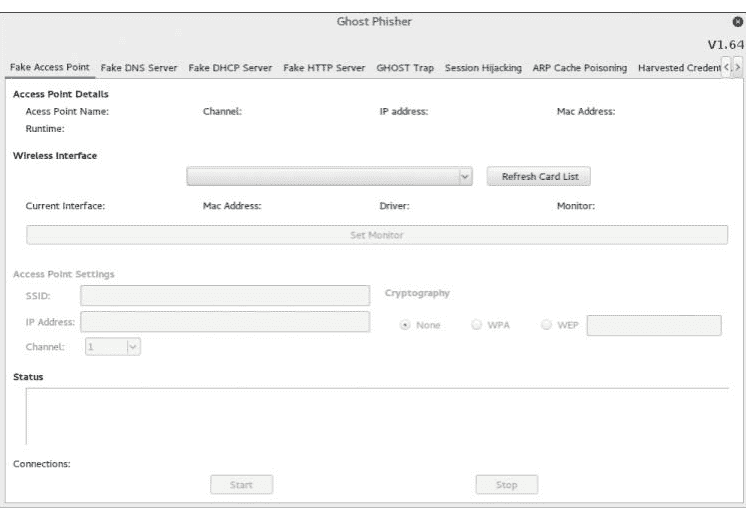 Ghost Phisher
V1.64
Fake Access Point Fake DNS Server Fake DHCP Server Fake HTTP Server GHOST Trap Session Hijacking ARP Cache Poisoning Harvested Credent
Access Point Details
Acess Point Name: Channel: IP address: Mac Address:
Runtime:
Wireless Interface
Refresh Card List
Current Interface: Mac Address: Driver: Monitor:
Set Monitor
Access Point Settings
SSID: Cryptography
IP Address: None WPA WEP
Channel: 1
Status
Connections:
Start Stop